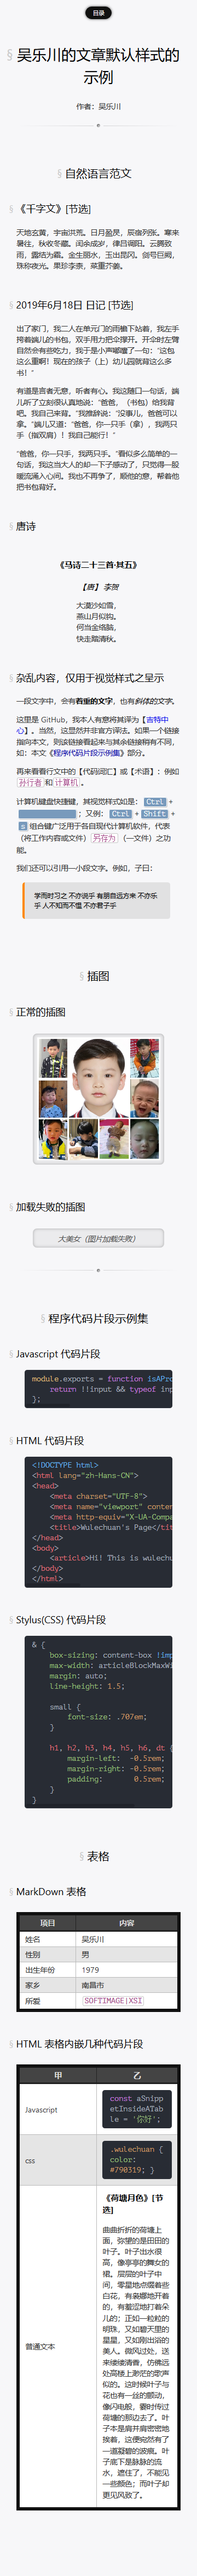 目录
§ 吴乐川的文章默认样式的
示例
作者：吴乐川
§ 自然语言范文
§ 《千字文》[节选]
天地玄黄，宇宙洪荒。日月盈昃，辰宿列张。寒来
暑往，秋收冬藏。闰余成岁，律吕调阳。云腾致
雨，露结为霜。金生丽水，玉出昆冈。剑号巨阙，
珠称夜光。果珍李柰，菜重芥姜。
§ 2019年6月18日 日记 [节选]
出了家门，我二人在单元门的雨檐下站着，我左手
挎着端儿的书包，双手用力把伞撑开。开伞时左臂
自然会有些吃力，我于是小声嘟囔了一句：“这包
这么重啊！现在的孩子（上）幼儿园就背这么多
书！”
有道是言者无意，听者有心。我这随口一句话，端
儿听了立刻很认真地说：“爸爸，（书包）给我背
吧。我自己来背。”我推辞说：“没事儿，爸爸可以
拿。”端儿又道：“爸爸，你一只手（拿），我两只
手（指双肩）！我自己能行！”
“爸爸，你一只手，我两只手。”看似多么简单的一
句话，我这当大人的却一下子感动了，只觉得一股
暖流涌入心间。我也不再争了，顺他的意，帮着他
把书包背好。
§ 唐诗
《马诗二十三首·其五》
【唐】 李贺
大漠沙如雪，
燕山月似钩。
何当金络脑，
快走踏清秋。
§ 杂乱内容，仅用于视觉样式之呈示
一段文字中，会有着重的文字，也有斜体的文字。
这里是 GitHub，我本人有意将其译为【吉特中
心】。当然，这显然并非官方译法。如果一个链接
指向本文，则该链接看起来与其余链接稍有不同，
如：本文《程序代码片段示例集》部分。
再来看看行文中的【代码词汇】或【术语】：例如
孙行者 和 计算机 。
计算机键盘快捷键，其视觉样式如是： Ctrl +
；又例： Ctrl + Shift +
s 组合键广泛用于各自现代计算机软件，代表
（将工作内容或文件） 另存为 （一文件）之功
能。
我们还可以引用一小段文字。例如，子曰：
学而时习之 不亦说乎 有朋自远方来 不亦乐
乎 人不知而不愠 不亦君子乎
§ 插图
§ 正常的插图
§ 加载失败的插图
大美女（图片加载失败）
§ 程序代码片段示例集
§ Javascript 代码片段
module.exports = function isAPro
return !!input && typeof inp
};
§ HTML 代码片段
<!DOCTYPE html>
<html lang="zh-Hans-CN">
<head>
<meta charset="UTF-8">
<meta name="viewport" conten
<meta http-equiv="X-UA-Compa
<title>Wulechuan's Page</tit
</head>
<body>
<article>Hi! This is wulechu
</body>
</html>
§ Stylus(CSS) 代码片段
& {
box-sizing: content-box !imp
max-width: articleBlockMaxWi
margin: auto;
line-height: 1.5;
small {
font-size: .707em;
}
h1, h2, h3, h4, h5, h6, dt {
margin-left: -0.5rem;
margin-right: -0.5rem;
padding: 0.5rem;
}
}
§ 表格
§ MarkDown 表格
项目 内容
姓名 吴乐川
性别 男
出生年份 1979
家乡 南昌市
所爱 SOFTIMAGE|XSI
§ HTML 表格内嵌几种代码片段
甲 乙
Javascript
const aSnipp
etInsideATab
le = '你好';
css
.wulechuan {
color:
#790319; }
普通文本
《荷塘月色》[节
选]
曲曲折折的荷塘上
面，弥望的是田田的
叶子。叶子出水很
高，像亭亭的舞女的
裙。层层的叶子中
间，零星地点缀着些
白花，有袅娜地开着
的，有羞涩地打着朵
儿的；正如一粒粒的
明珠，又如碧天里的
星星，又如刚出浴的
美人。微风过处，送
来缕缕清香，仿佛远
处高楼上渺茫的歌声
似的。这时候叶子与
花也有一丝的颤动，
像闪电般，霎时传过
荷塘的那边去了。叶
子本是肩并肩密密地
挨着，这便宛然有了
一道凝碧的波痕。叶
子底下是脉脉的流
水，遮住了，不能见
一些颜色；而叶子却
更见风致了。